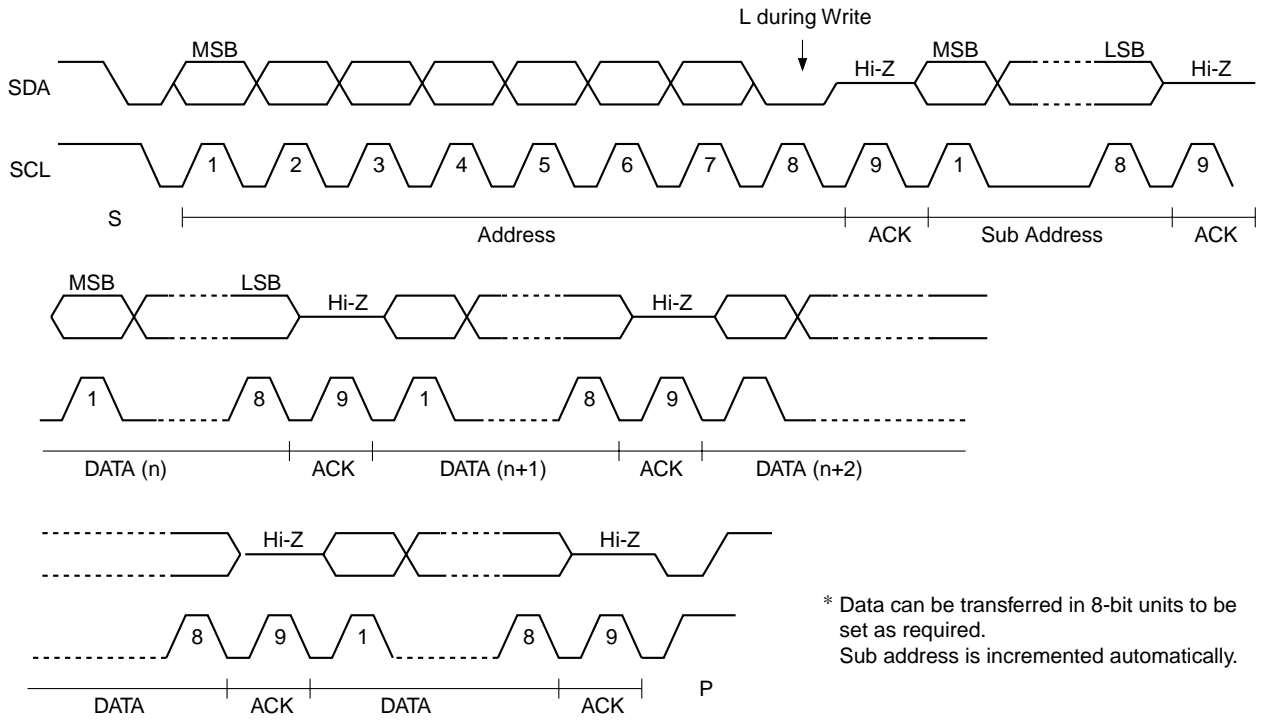 L during Write
MSB MSB LSB
SDA Hi-Z Hi-Z
SCL 1 2 3 4 5 6 7 8 9 1 8 9
S Address ACK Sub Address ACK
MSB LSB Hi-Z Hi-Z
1 8 9 1 8 9
DATA (n) ACK DATA (n+1) ACK DATA (n+2)
Hi-Z Hi-Z
8 9 1 8 9
DATA ACK DATA ACK P
* Data can be transferred in 8-bit units to be
set as required.
Sub address is incremented automatically.